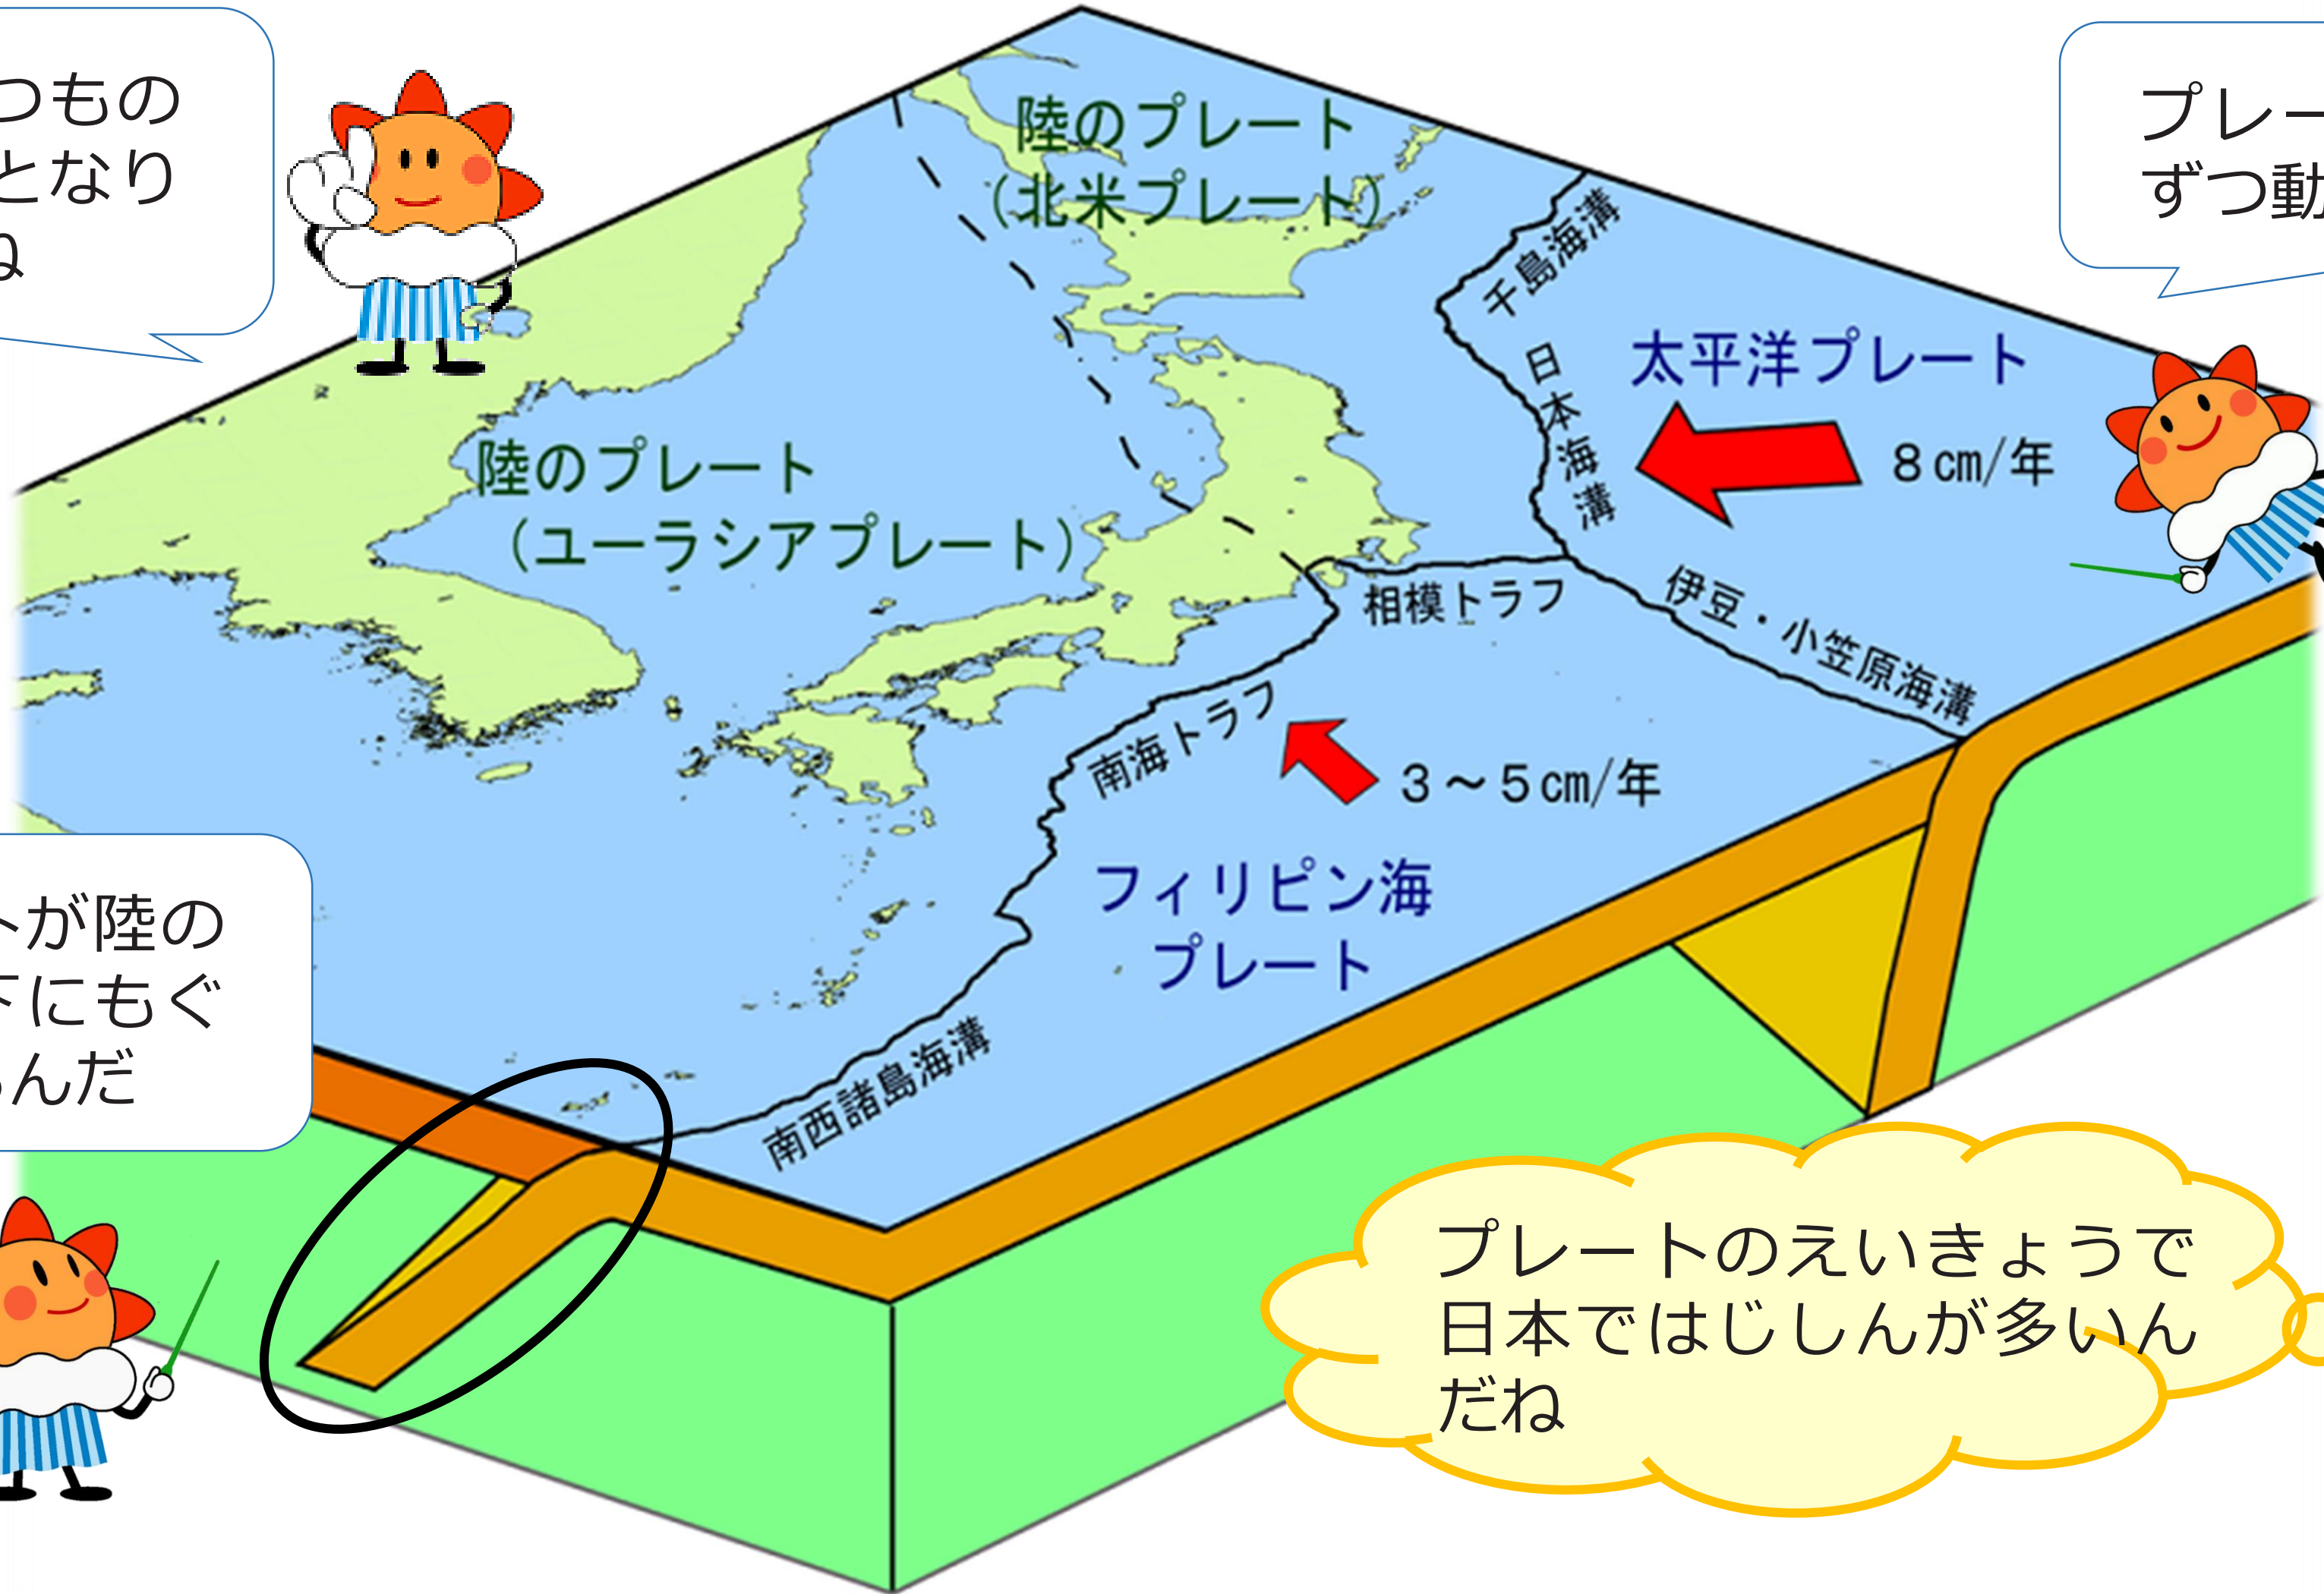 つもの
となり
ね
プレー
ずつ動
陸のプレート
（北米プレート）
千島海溝
日本海溝
太平洋プレート
８㎝/年
陸のプレート
（ユーラシアプレート）
相模トラフ
伊豆・小笠原海溝
南海トラフ
３～５㎝/年
フィリピン海
プレート
南西諸島海溝
トが陸の
下にもぐ
るんだ
プレートのえいきょうで
日本ではじしんが多いん
だね